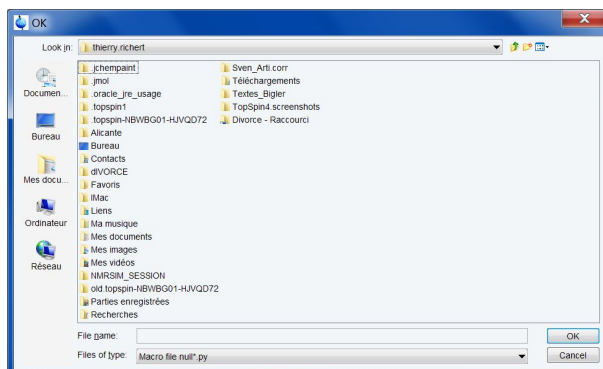 OK
Look in: thierry.richert
.jchempaint
.jmol
.oracle_jre_usage
.topspin1
.topspin-NBWBG01-HJVQD72
Alicante
Bureau
Contacts
dIVORCE
Favoris
IMac
Liens
Ma musique
Mes documents
Mes images
Mes vidéos
NMRSIM_SESSION
old.topspin-NBWBG01-HJVQD72
Parties enregistrées
Recherches
Sven_Arti.corr
Téléchargements
Textes_Bigler
TopSpin4 screenshots
Divorce - Raccourci
Documen...
Bureau
Mes docu...
Ordinateur
Réseau
File name:
OK
Files of type: Macro file null*.py
Cancel